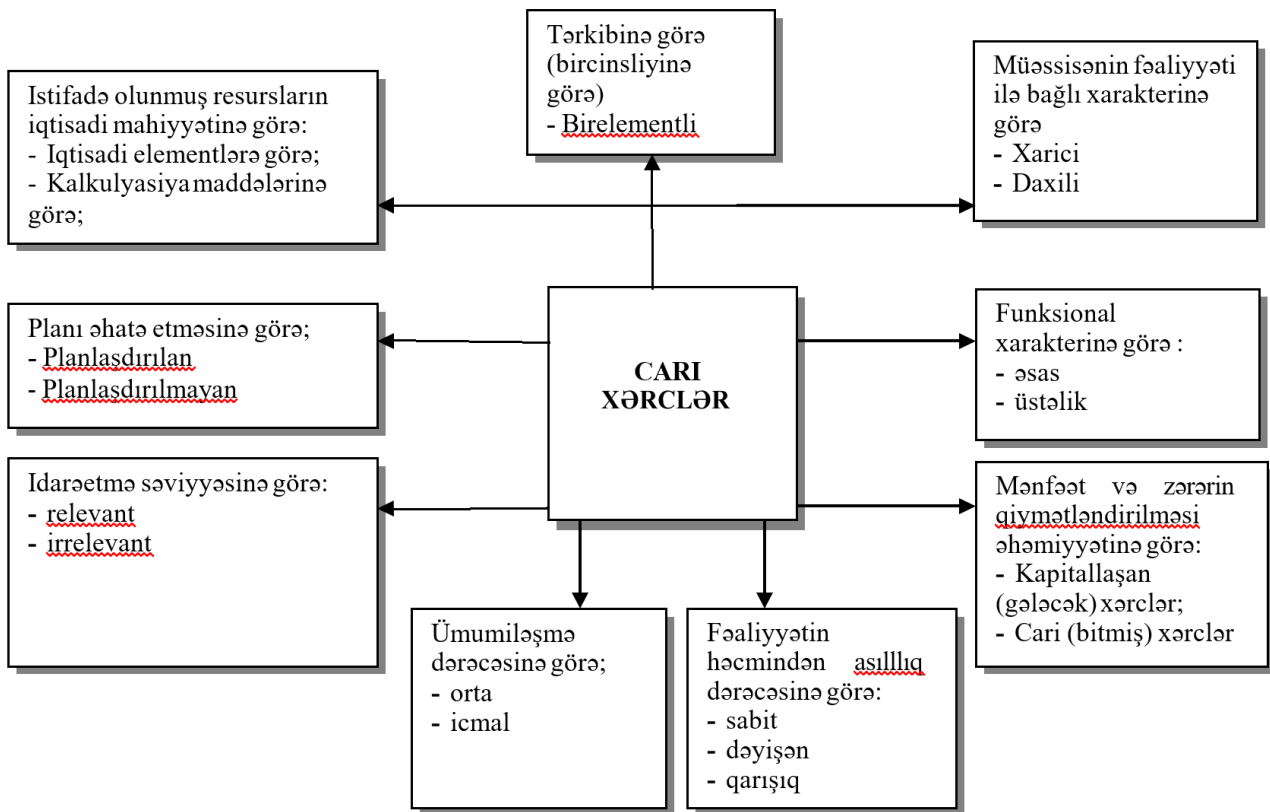 Tərkibinə görə
(bircinsliyinə
görə)
- Birelementli
Istifadə olunmuş resursların
iqtisadi mahiyyətinə görə:
- Iqtisadi elementlərə görə;
- Kalkulyasiya maddələrinə
görə;
Müəssisənin fəaliyyəti
ilə bağlı xarakterinə
görə
- Xarici
- Daxili
Planı əhatə etməsinə görə;
- Planlaşdırılan
- Planlaşdırılmayan
CARI
XƏRCLƏR
Funksional
xarakterinə görə :
- əsas
- üstəlik
Idarəetmə səviyyəsinə görə:
- relevant
- irrelevant
Mənfəət və zərərin
qiymətləndirilməsi
əhəmiyyətinə görə:
- Kapitallaşan
(gələcək) xərclər;
- Cari (bitmiş) xərclər
Ümumiləşmə
dərəcəsinə görə;
- orta
- icmal
Fəaliyyətin
həcmindən asılllıq
dərəcəsinə görə:
- sabit
- dəyişən
- qarışıq